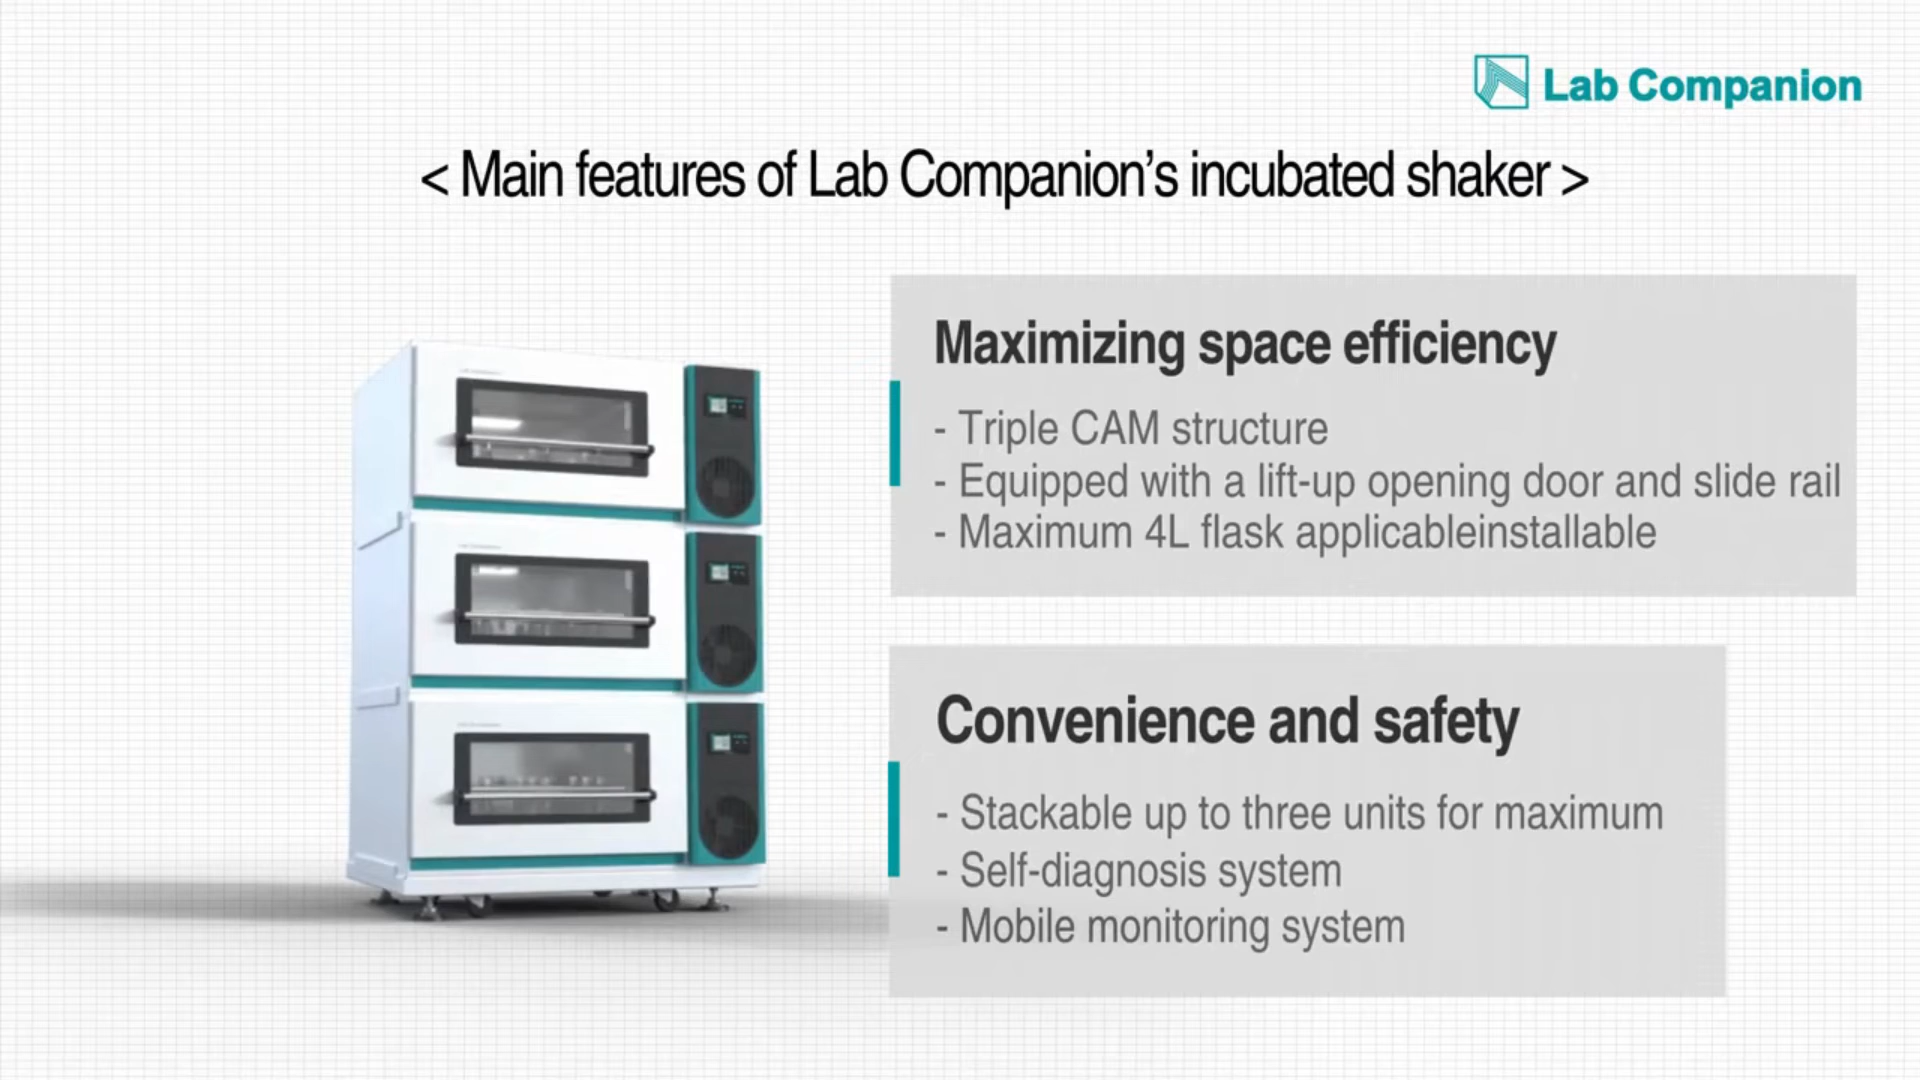 Lab Companion
< Main features of Lab Companion's incubated shaker >
Maximizing space efficiency
- Triple CAM structure
- Equipped with a lift-up opening door and slide rail
- Maximum 4L flask applicableinstallable
Convenience and safety
- Stackable up to three units for maximum
- Self-diagnosis system
- Mobile monitoring system